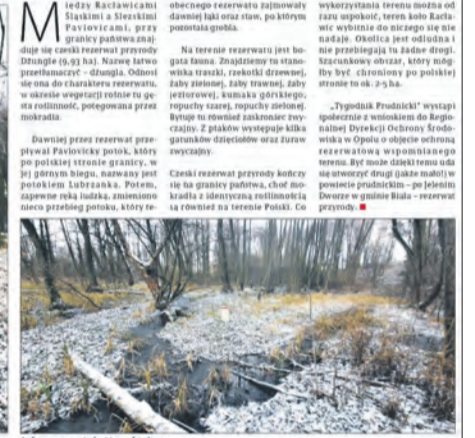 Między Racławicami
Śląskimi a Slezskimi
Pavlovicami, przy
granicy państwa znaj-
duje się czeski rezerwat przyrody
Džungle (9,93 ha). Nazwę łatwo
przetłumaczyć – dżungla. Odnosi
się ona do charakteru rezerwatu,
w okresie wegetacji rośnie tu gę-
sta roślinność, potęgowana przez
mokradła.
Dawniej przez rezerwat prze-
pływał Pavlovicky potok, który
po polskiej stronie granicy, w
jej górnym biegu, nazwany jest
potokiem Lubrzanka. Potem,
zapewne ręką ludzką, zmieniono
nieco przebieg potoku, który te-
obecnego rezerwatu zajmowały
dawniej łąki oraz staw, po którym
pozostała grobla.
Na terenie rezerwatu jest bo-
gata fauna. Znajdziemy tu stano-
wiska traszki, rzekotki drzewnej,
żaby zielonej, żaby trawnej, żaby
jeziorowej, kumaka górskiego,
ropuchy szarej, ropuchy zielonej.
Bytuje tu również zaskroniec zwy-
czajny. Z ptaków występuje kilka
gatunków dzięciołów oraz żuraw
zwyczajny.
Czeski rezerwat przyrody kończy
się na granicy państwa, choć mo-
kradła z identyczną roślinnością
są również na terenie Polski. Co
wykorzystania terenu można od
razu uspokoić, teren koło Racła-
wic wybitnie do niczego się nie
nadaje. Okolica jest odludna i
nie przebiegają tu żadne drogi.
Szacunkowy obszar, który mógł-
by być chroniony po polskiej
stronie to ok. 2-5 ha.
„Tygodnik Prudnicki" wystąpi
społecznie z wnioskiem do Regio-
nalnej Dyrekcji Ochrony Środo-
wiska w Opolu o objęcie ochroną
rezerwatową wspomnianego
terenu. Być może dzięki temu uda
się utworzyć drugi (jakże mało!) w
powiecie prudnickim – po Jelenim
Dworze w gminie Biała – rezerwat
przyrody.